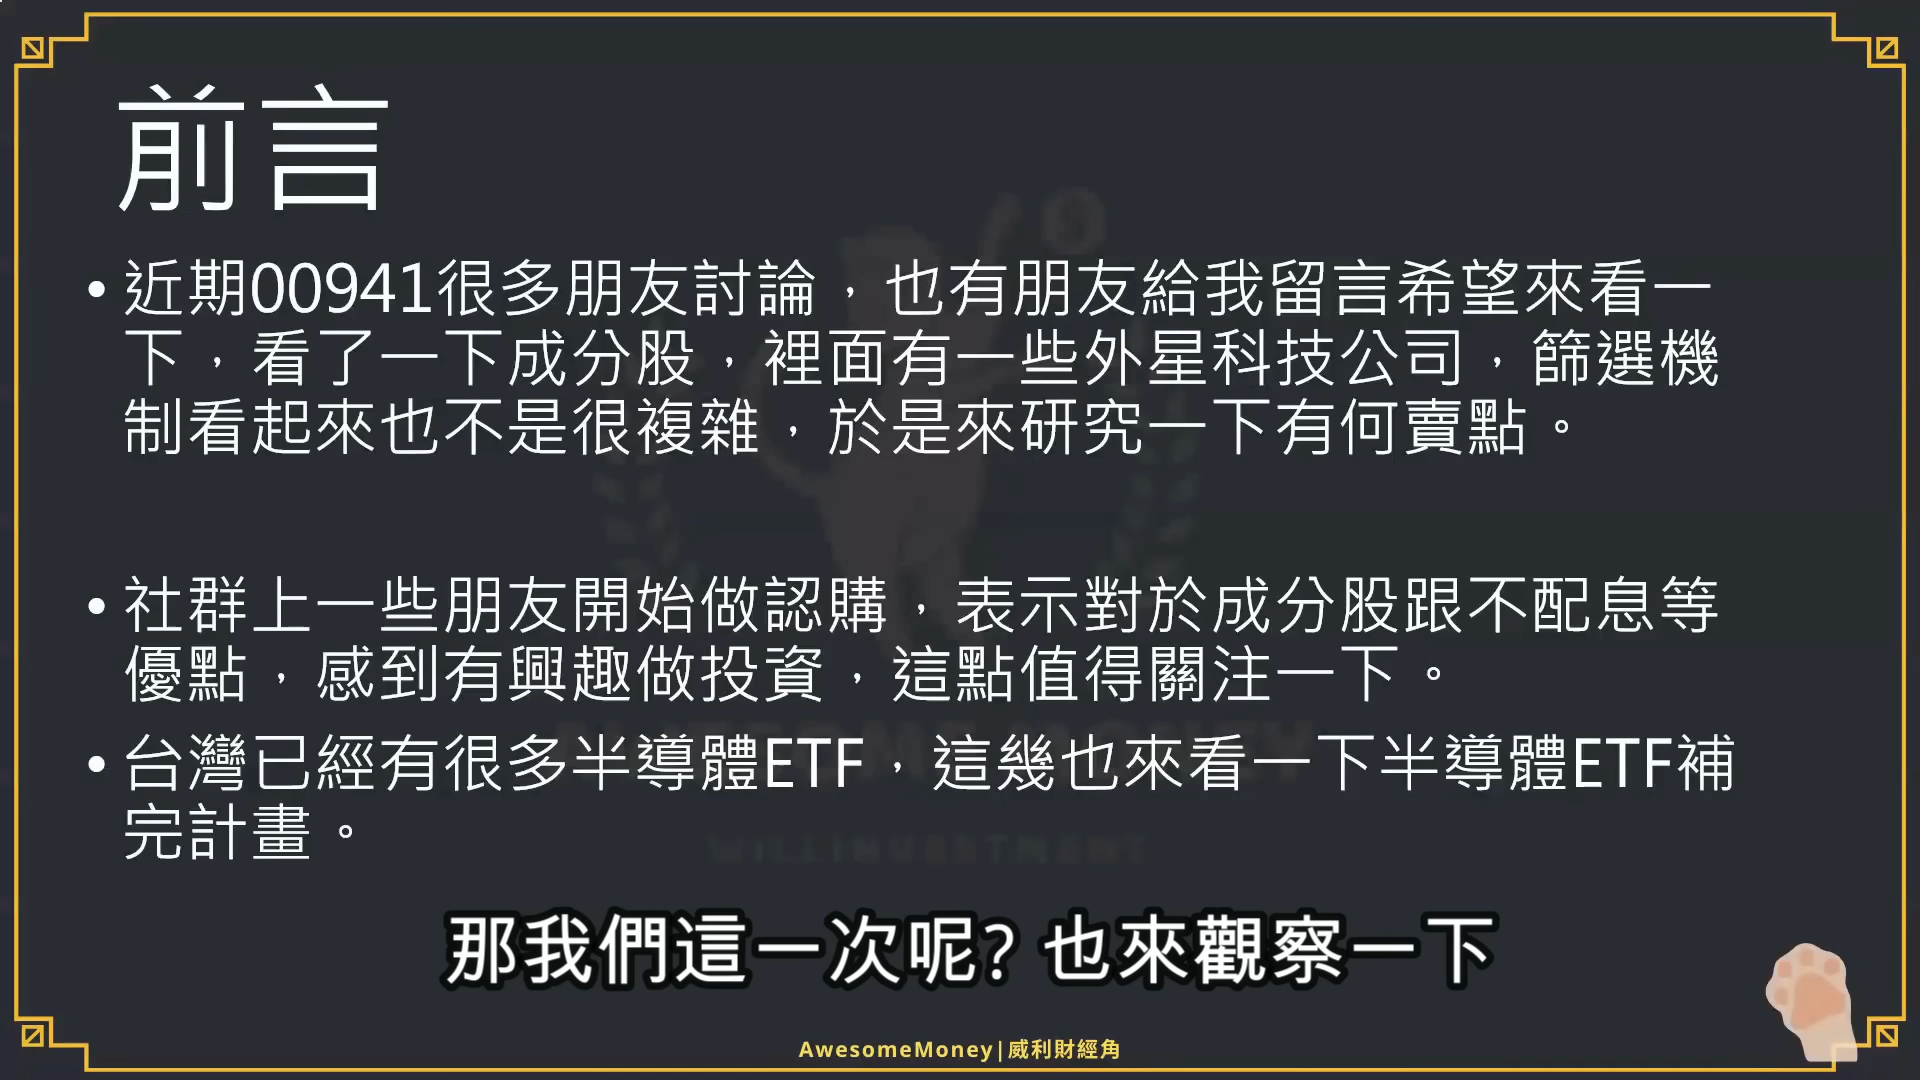 前言
•近期00941很多朋友討論，也有朋友給我留言希望來看一
下，看了一下成分股，裡面有一些外星科技公司，篩選機
制看起來也不是很複雜，於是來研究一下有何賣點。
•社群上一些朋友開始做認購，表示對於成分股跟不配息等
優點，感到有興趣做投資，這點值得關注一下。
•台灣已經有很多半導體ETF，這幾也來看一下半導體ETF補
完計畫。
那我們這一次呢? 也來觀察一下
AwesomeMoney|威利財經角